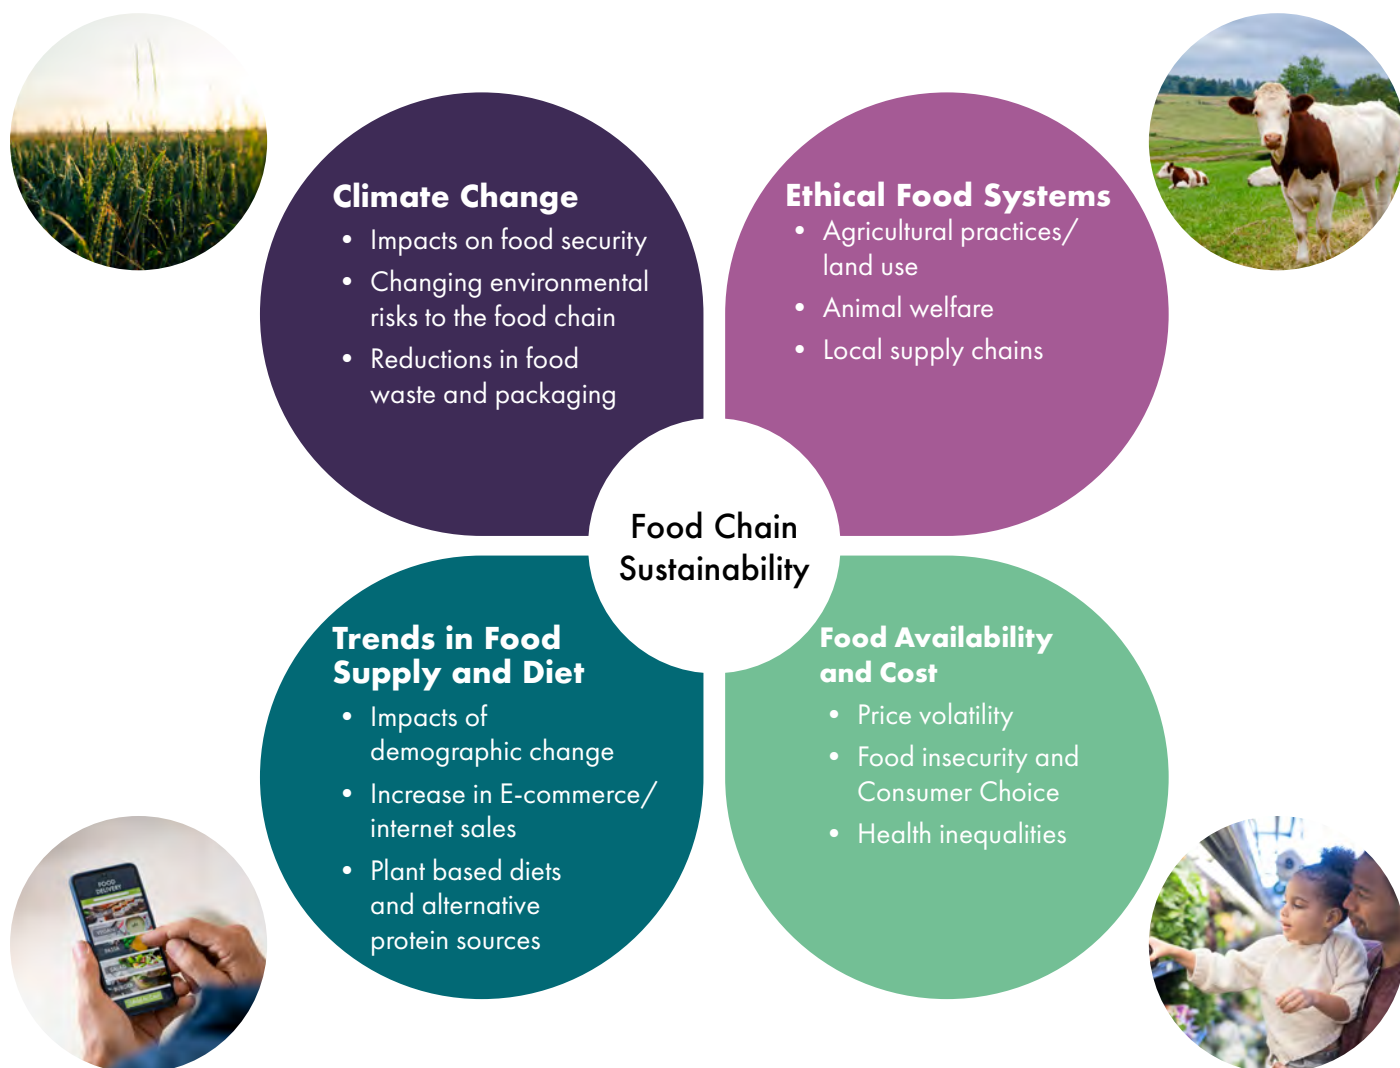 Climate Change
• Impacts on food security
• Changing environmental
risks to the food chain
• Reductions in food
waste and packaging
Ethical Food Systems
• Agricultural practices/
land use
• Animal welfare
• Local supply chains
Food Chain
Sustainability
Trends in Food
Supply and Diet
• Impacts of
demographic change
• Increase in E-commerce/
internet sales
• Plant based diets
and alternative
protein sources
Food Availability
and Cost
• Price volatility
• Food insecurity and
Consumer Choice
• Health inequalities
FOOD
DELIVERY